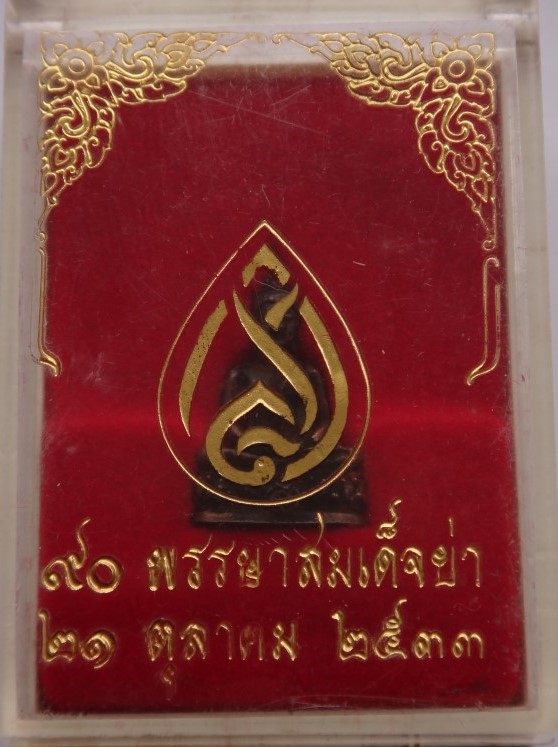 ๙๐ พรรษาสมเด็จย่า
๒๑ ตุลาคม ๒๕๓๓